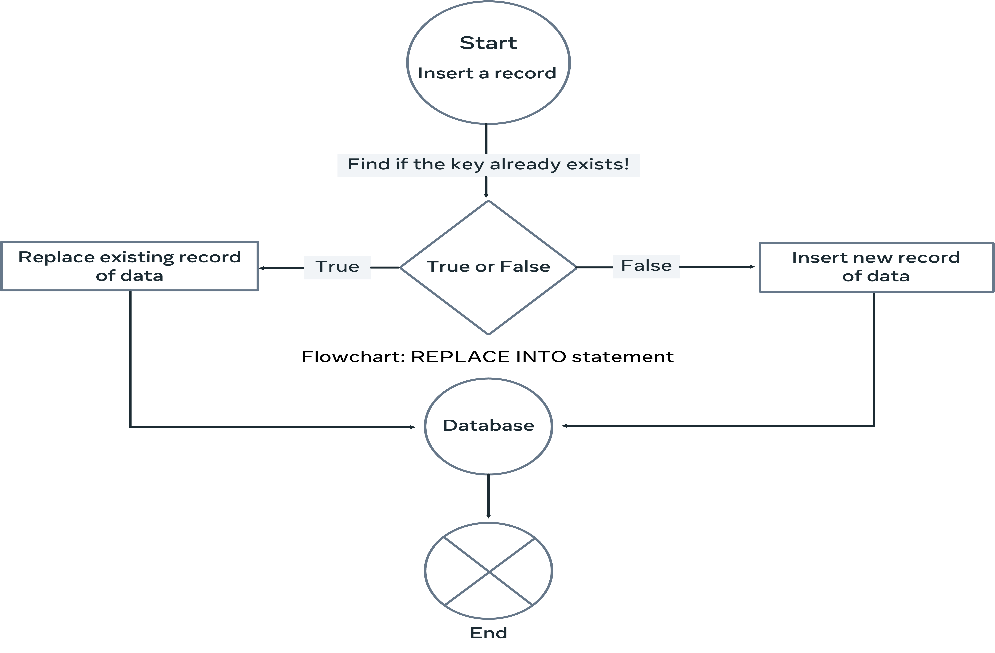 Start
Insert a record
Find if the key already exists!
Replace existing record
of data
True
True or False
False
Insert new record
of data
Flowchart: REPLACE INTO statement
Database
End